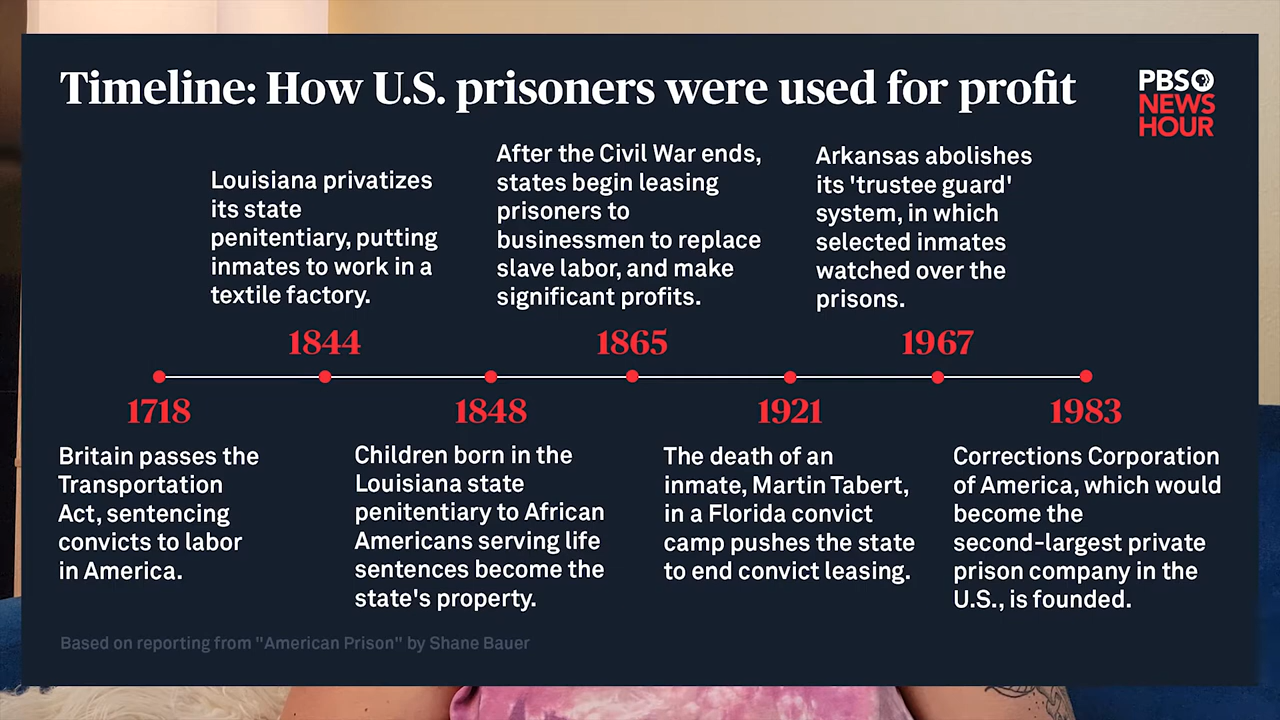 Timeline: How U.S. prisoners were used for profit
PBS
NEWS
HOUR
Louisiana privatizes
its state
penitentiary, putting
inmates to work in a
textile factory.
1844
After the Civil War ends,
states begin leasing
prisoners to
businessmen to replace
slave labor, and make
significant profits.
1865
Arkansas abolishes
its 'trustee guard'
system, in which
selected inmates
watched over the
prisons.
1967
1718
Britain passes the
Transportation
Act, sentencing
convicts to labor
in America.
1848
Children born in the
Louisiana state
penitentiary to African
Americans serving life
sentences become the
state's property.
1921
The death of an
inmate, Martin Tabert,
in a Florida convict
camp pushes the state
to end convict leasing.
1983
Corrections Corporation
of America, which would
become the
second-largest private
prison company in the
U.S., is founded.
Based on reporting from "American Prison" by Shane Bauer